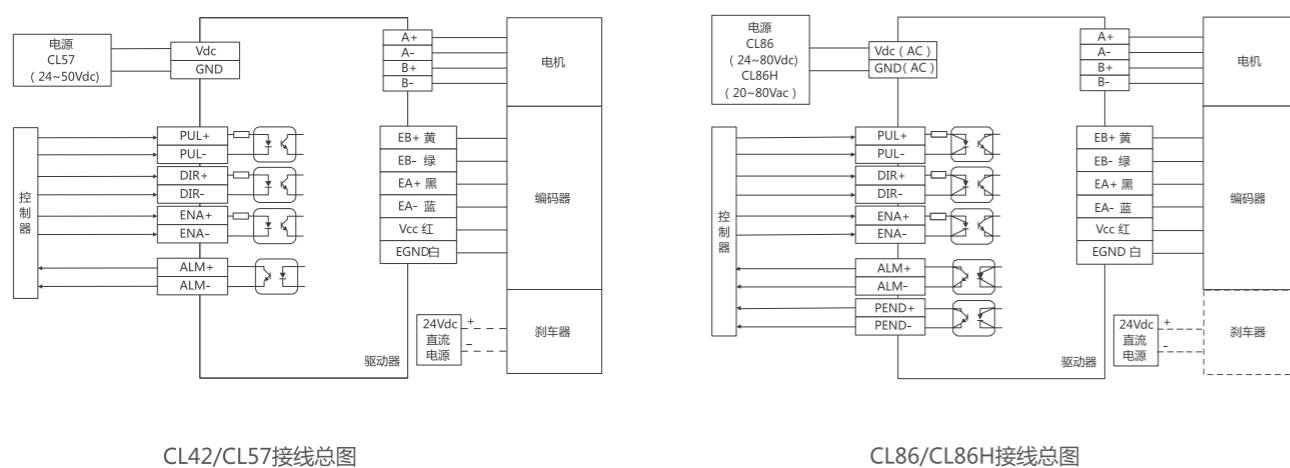 电源
CL57
(24~50Vdc)
Vdc
GND
A+
A-
B+
B-
电机
控制器
PUL+
PUL-
DIR+
DIR-
ENA+
ENA-
ALM+
ALM-
EB+ 黄
EB- 绿
EA+ 黑
EA- 蓝
Vcc 红
EGND白
编码器
24Vdc
直流
电源
+
-
刹车器
驱动器
CL42/CL57接线总图
电源
CL86
(24~80Vdc)
CL86H
(20~80Vac)
Vdc (AC)
GND (AC)
A+
A-
B+
B-
电机
控制器
PUL+
PUL-
DIR+
DIR-
ENA+
ENA-
ALM+
ALM-
PEND+
PEND-
EB+ 黄
EB- 绿
EA+ 黑
EA- 蓝
Vcc 红
EGND 白
编码器
24Vdc
直流
电源
+
-
刹车器
驱动器
CL86/CL86H接线总图